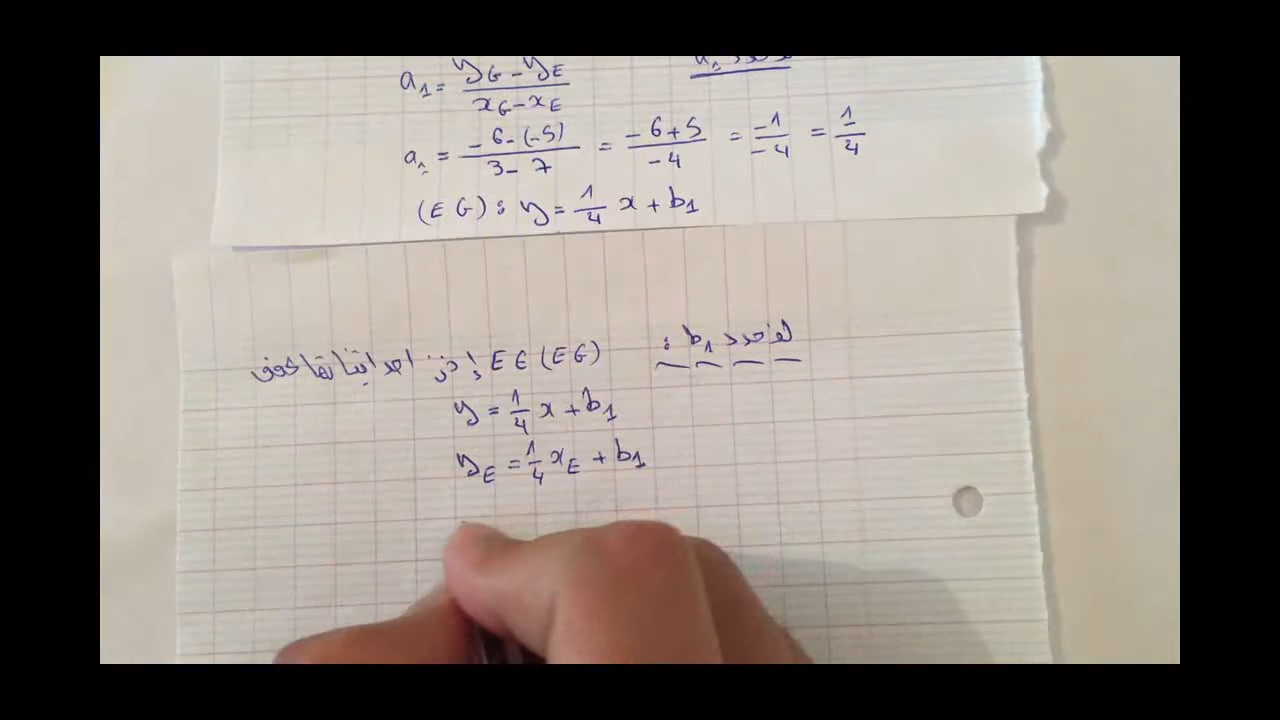 a₁ = (y_G - y_E)/(x_G - x_E)
a₁ = (-6-(-5))/(3-7) = (-6+5)/-4 = -1/-4 = 1/4
(EG) : y = 1/4 x + b₁
لنحدد b₁ :
E ∈ (EG) إذن احداثياتها تحقق
y = 1/4 x + b₁
y_E = 1/4 x_E + b₁